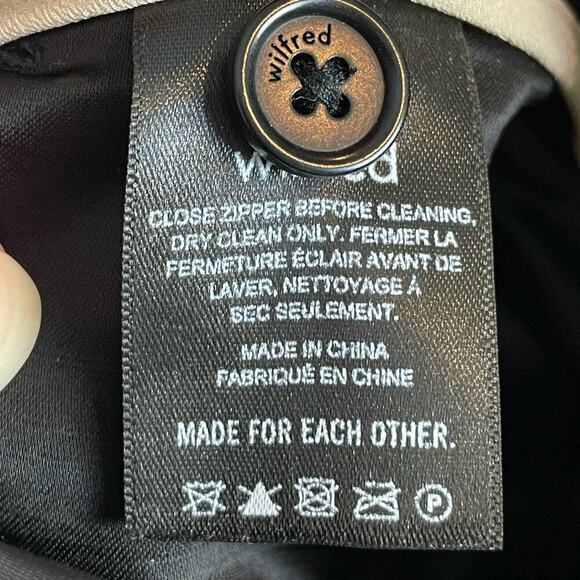 wilfred
wilfred
CLOSE ZIPPER BEFORE CLEANING.
DRY CLEAN ONLY. FERMER LA
FERMETURE ÉCLAIR AVANT DE
LAVER, NETTOYAGE À
SEC SEULEMENT.
MADE IN CHINA
FABRIQUÉ EN CHINE
MADE FOR EACH OTHER.
P